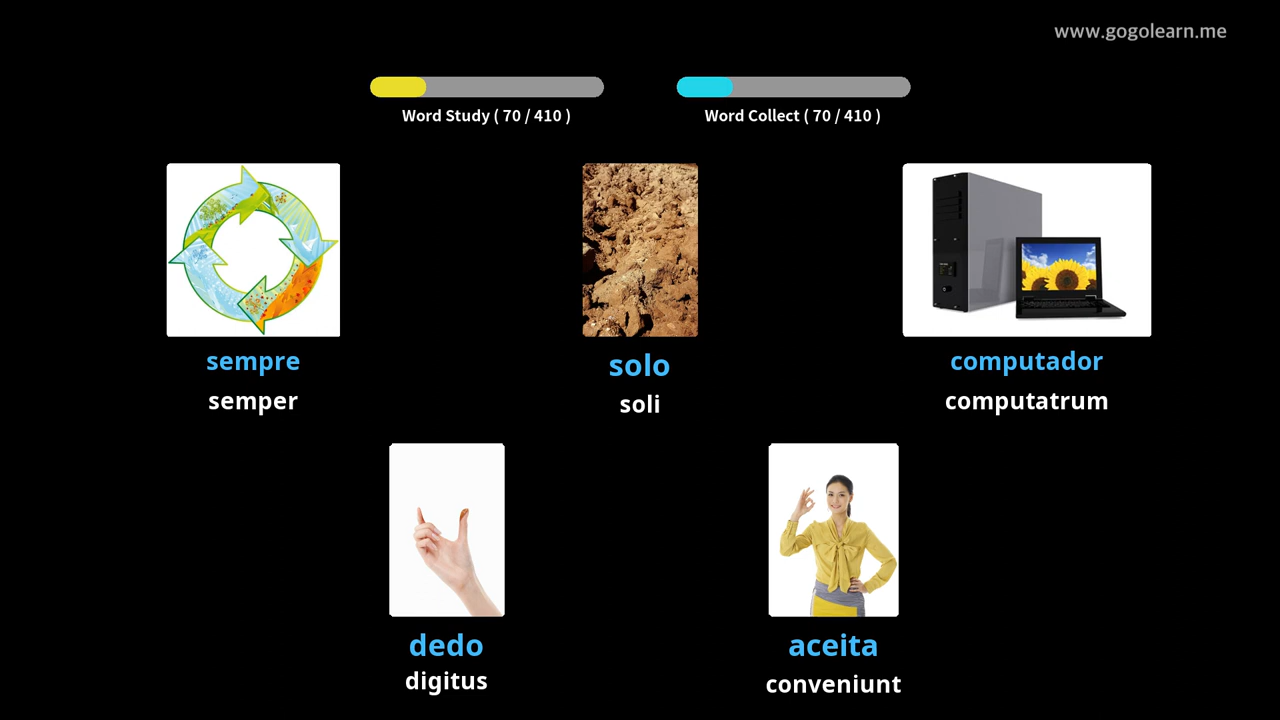 www.gogolearn.me
Word Study ( 70 / 410 )
Word Collect ( 70 / 410 )
sempre
semper
solo
soli
computador
computatrum
dedo
digitus
aceita
conveniunt